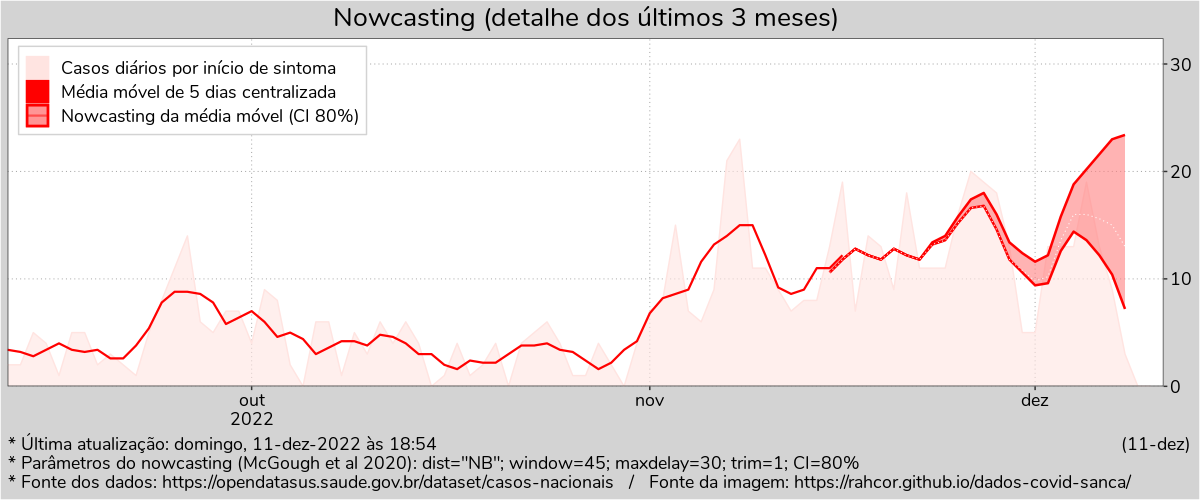 Nowcasting (detalhe dos últimos 3 meses)
Casos diários por início de sintoma
Média móvel de 5 dias centralizada
Nowcasting da média móvel (CI 80%)
30
20
10
0
out
2022
nov
dez
* Última atualização: domingo, 11-dez-2022 às 18:54
(11-dez)
* Parâmetros do nowcasting (McGough et al 2020): dist="NB"; window=45; maxdelay=30; trim=1; CI=80%
* Fonte dos dados: https://opendatasus.saude.gov.br/dataset/casos-nacionais / Fonte da imagem: https://rahcor.github.io/dados-covid-sanca/